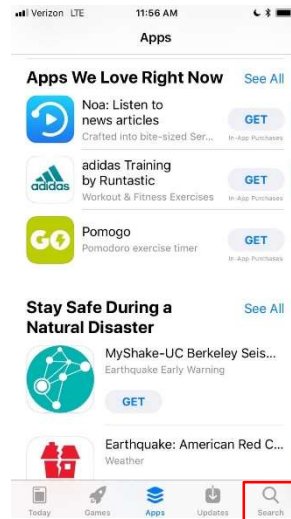 Verizon LTE 11:56 AM
Apps
Apps We Love Right Now See All
Noa: Listen to
news articles
Crafted into bite-sized Ser...
GET
In-App Purchases
adidas
adidas Training
by Runtastic
Workout & Fitness Exercises
GET
In-App Purchases
GO
Pomogo
Pomodoro exercise timer
GET
In-App Purchases
Stay Safe During a
Natural Disaster
See All
MyShake-UC Berkeley Seis...
Earthquake Early Warning
GET
Earthquake: American Red C...
Weather
Today Games Apps Updates Search